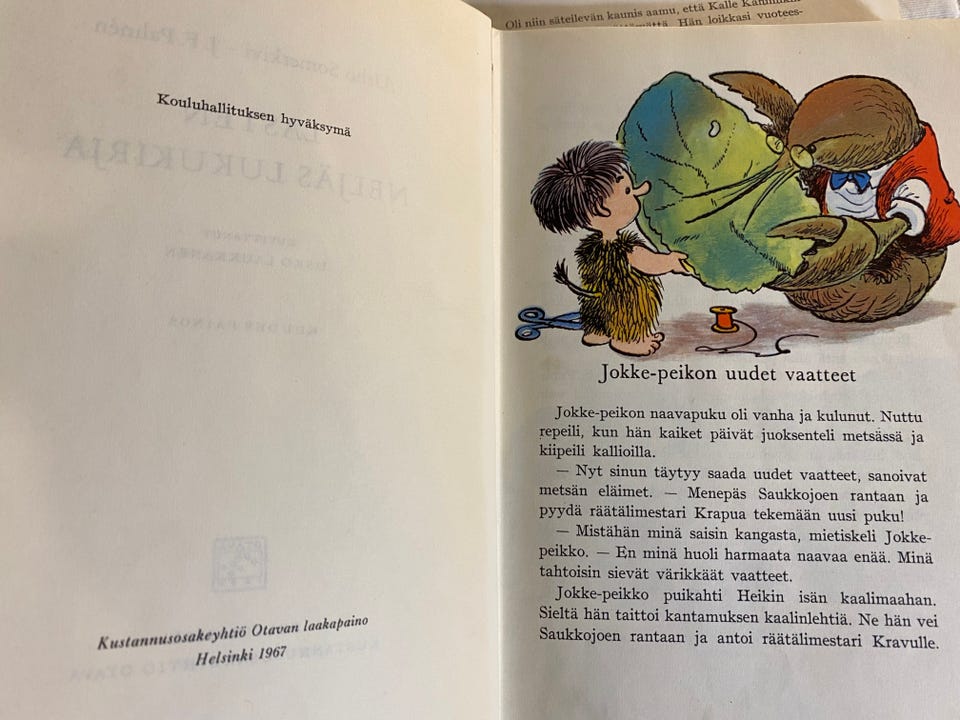 Kouluhallituksen hyväksymä
Kustannusosakeyhtiö Otavan laakapaino
Helsinki 1967
Oli niin säteilevän kaunis aamu, että Kalle
Hän loikkasi vuotees-
Jokke-peikon uudet vaatteet
Jokke-peikon naavapuku oli vanha ja kulunut. Nuttu
repeili, kun hän kaiket päivät juoksenteli metsässä ja
kiipeili kallioilla.
— Nyt sinun täytyy saada uudet vaatteet, sanoivat
metsän eläimet. — Menepäs Saukkojoen rantaan ja
pyydä räätälimestari Krapua tekemään uusi puku!
— Mistähän minä saisin kangasta, mietiskeli Jokke-
peikko. — En minä huoli harmaata naavaa enää. Minä
tahtoisin sievät värikkäät vaatteet.
Jokke-peikko puikahti Heikin isän kaalimaahan.
Sieltä hän taittoi kantamuksen kaalinlehtiä. Ne hän vei
Saukkojoen rantaan ja antoi räätälimestari Kravulle.